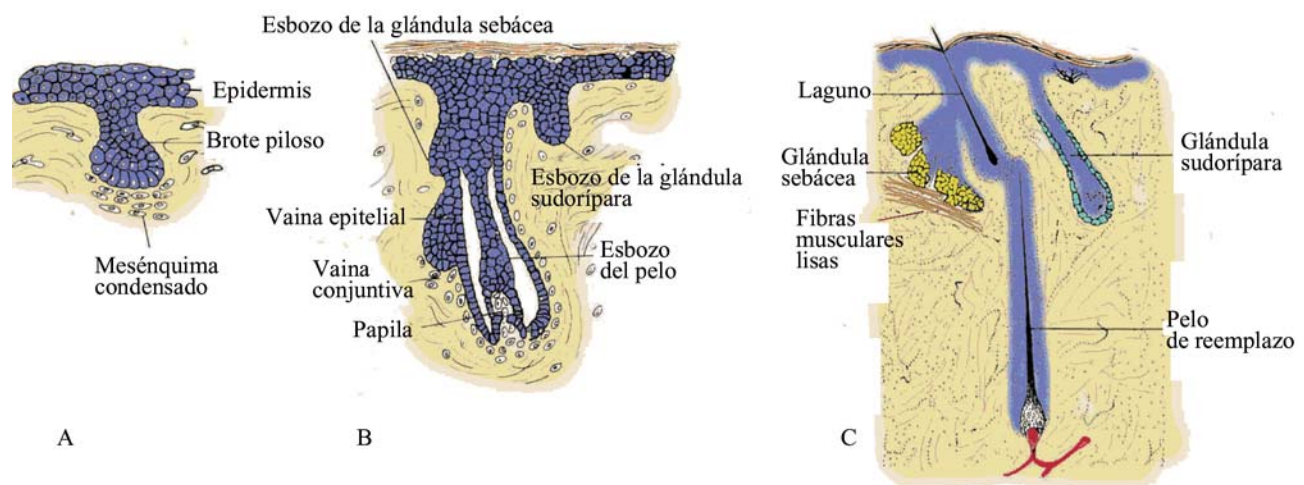 Epidermis
Brote piloso
Mesénquima
condensado
A
Esbozo de la glándula sebácea
Esbozo de la glándula
sudorípara
Vaina epitelial
Esbozo
del pelo
Vaina
conjuntiva
Papila
B
Laguno
Glándula
sebácea
Fibras
musculares
lisas
Glándula
sudorípara
Pelo
de reemplazo
C